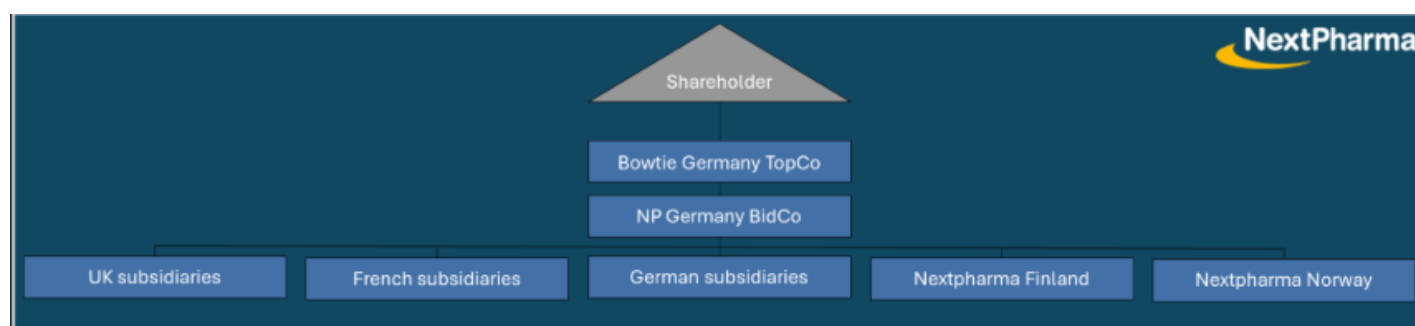 NextPharma
Shareholder
Bowtie Germany TopCo
NP Germany BidCo
UK subsidiaries
French subsidiaries
German subsidiaries
Nextpharma Finland
Nextpharma Norway